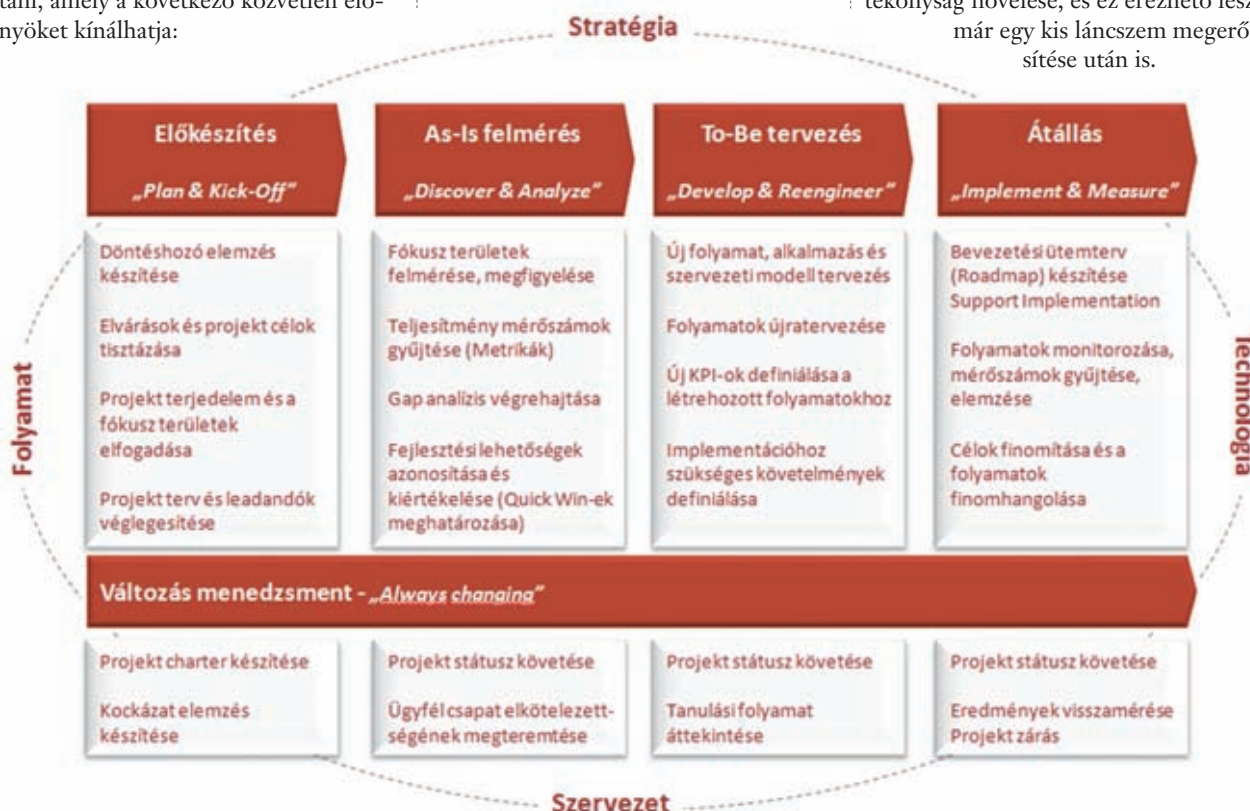 amely a következő közvetlen elő-
nyöket kínálhatja:
növelése, és ez érezhető
már egy kis láncszem megerő-
sítése után is.
Stratégia
Előkészítés
„Plan & Kick-Off”
As-Is felmérés
„Discover & Analyze”
To-Be tervezés
„Develop & Reengineer”
Átállás
„Implement & Measure”
Folyamat
Döntéshozó elemzés
készítése
Elvárások és projekt célok
tisztázása
Projekt terjedelem és a
fókusz területek
elfogadása
Projekt terv és leadandók
véglegesítése
Fókusz területek
felmérése, megfigyelése
Teljesítmény mérőszámok
gyűjtése (Metrikák)
Gap analízis végrehajtása
Fejlesztési lehetőségek
azonosítása és
kiértékelése (Quick Win-ek
meghatározása)
Új folyamat, alkalmazás és
szervezeti modell tervezés
Folyamatok újratervezése
Új KPI-ok definiálása a
létrehozott folyamatokhoz
Implementációhoz
szükséges követelmények
definiálása
Bevezetési ütemterv
(Roadmap) készítése
Support Implementation
Folyamatok monitorozása,
mérőszámok gyűjtése,
elemzése
Célok finomítása és a
folyamatok
finomhangolása
Technológia
Változás menedzsment - „Always changing”
Projekt charter készítése
Kockázat elemzés
készítése
Projekt státusz követése
Ügyfél csapat elkötelezett-
ségének megteremtése
Projekt státusz követése
Tanulási folyamat
áttekintése
Projekt státusz követése
Eredmények visszamérése
Projekt zárás
Szervezet